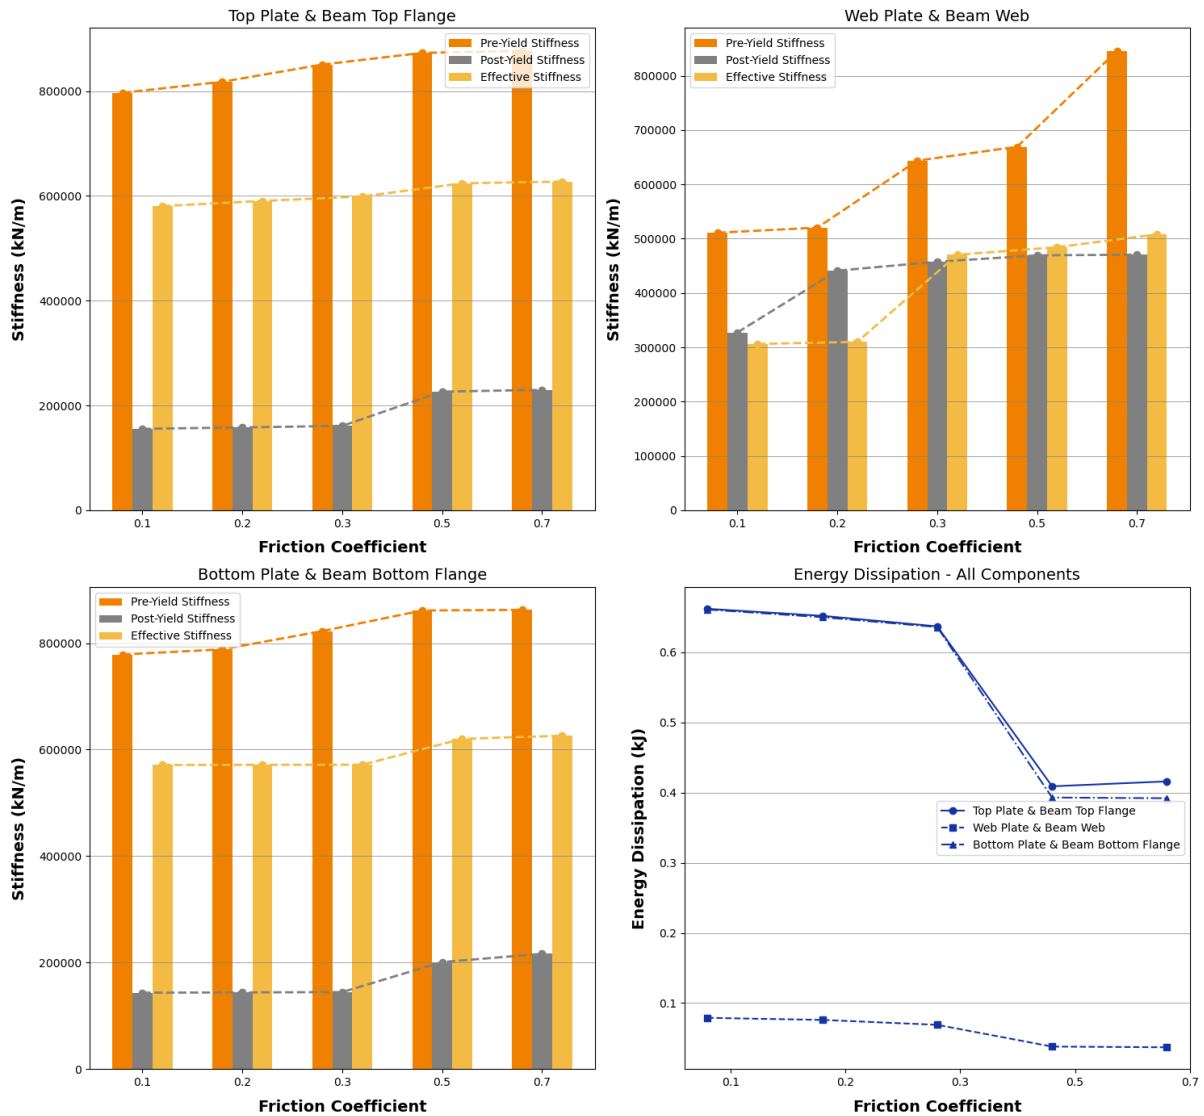 Top Plate & Beam Top Flange
Stiffness (kN/m)
800000
600000
400000
200000
0
Pre-Yield Stiffness
Post-Yield Stiffness
Effective Stiffness
0.1 0.2 0.3 0.5 0.7
Friction Coefficient
Web Plate & Beam Web
Stiffness (kN/m)
800000
700000
600000
500000
400000
300000
200000
100000
0
Pre-Yield Stiffness
Post-Yield Stiffness
Effective Stiffness
0.1 0.2 0.3 0.5 0.7
Friction Coefficient
Bottom Plate & Beam Bottom Flange
Stiffness (kN/m)
800000
600000
400000
200000
0
Pre-Yield Stiffness
Post-Yield Stiffness
Effective Stiffness
0.1 0.2 0.3 0.5 0.7
Friction Coefficient
Energy Dissipation - All Components
Energy Dissipation (kJ)
0.6
0.5
0.4
0.3
0.2
0.1
Top Plate & Beam Top Flange
Web Plate & Beam Web
Bottom Plate & Beam Bottom Flange
0.1 0.2 0.3 0.5 0.7
Friction Coefficient